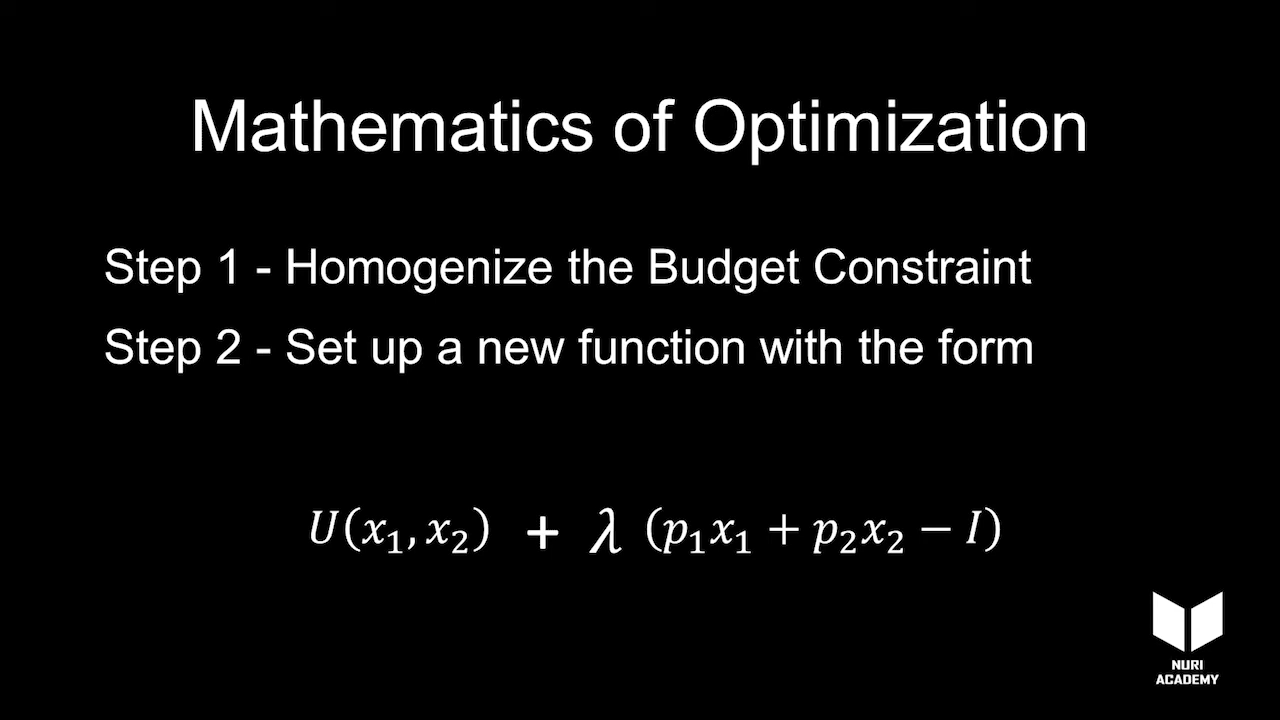 Mathematics of Optimization
Step 1 - Homogenize the Budget Constraint
Step 2 - Set up a new function with the form
U(x₁, x₂) + λ (p₁x₁ + p₂x₂ − I)
NURI
ACADEMY